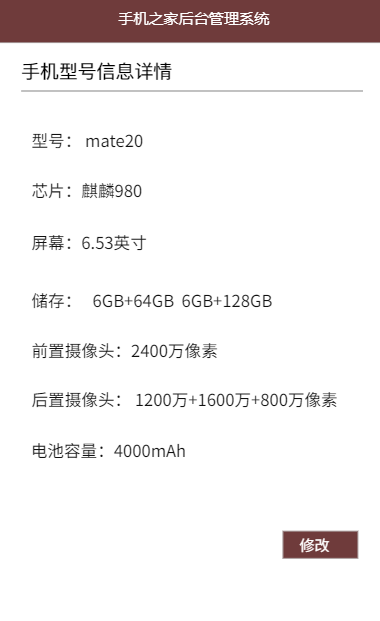 手机之家后台管理系统
手机型号信息详情
型号： mate20
芯片：麒麟980
屏幕：6.53英寸
储存： 6GB+64GB 6GB+128GB
前置摄像头：2400万像素
后置摄像头： 1200万+1600万+800万像素
电池容量：4000mAh
修改